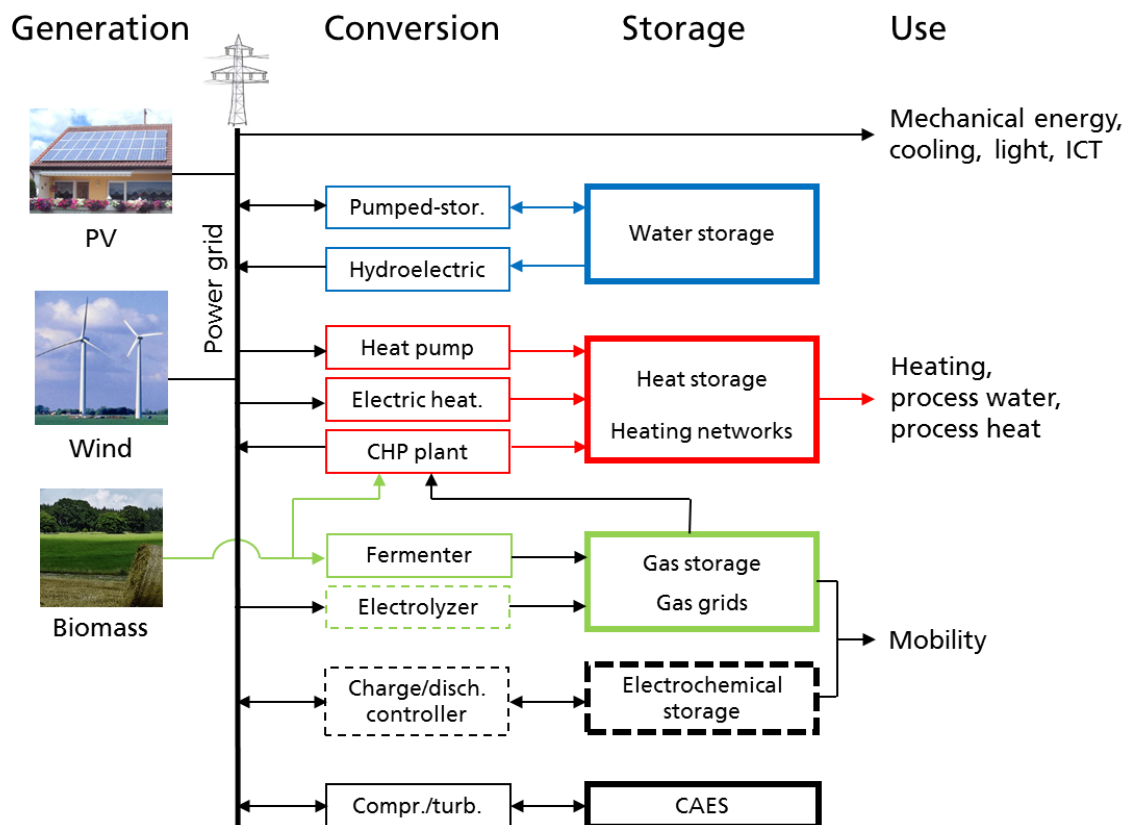 Generation
Conversion
Storage
Use
PV
Wind
Biomass
Power grid
Pumped-stor.
Hydroelectric
Heat pump
Electric heat.
CHP plant
Fermenter
Electrolyzer
Charge/disch.
controller
Compr./turb.
Water storage
Heat storage
Heating networks
Gas storage
Gas grids
Electrochemical
storage
CAES
Mechanical energy,
cooling, light, ICT
Heating,
process water,
process heat
Mobility